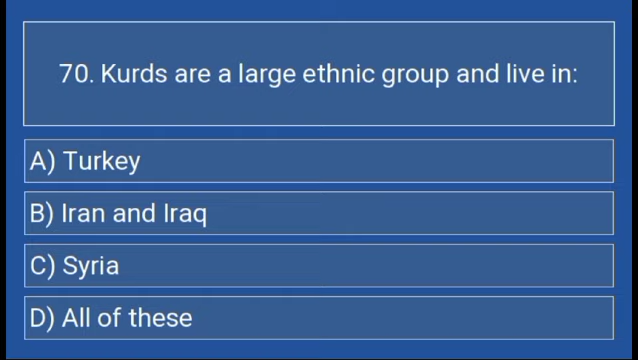 70. Kurds are a large ethnic group and live in:
A) Turkey
B) Iran and Iraq
C) Syria
D) All of these